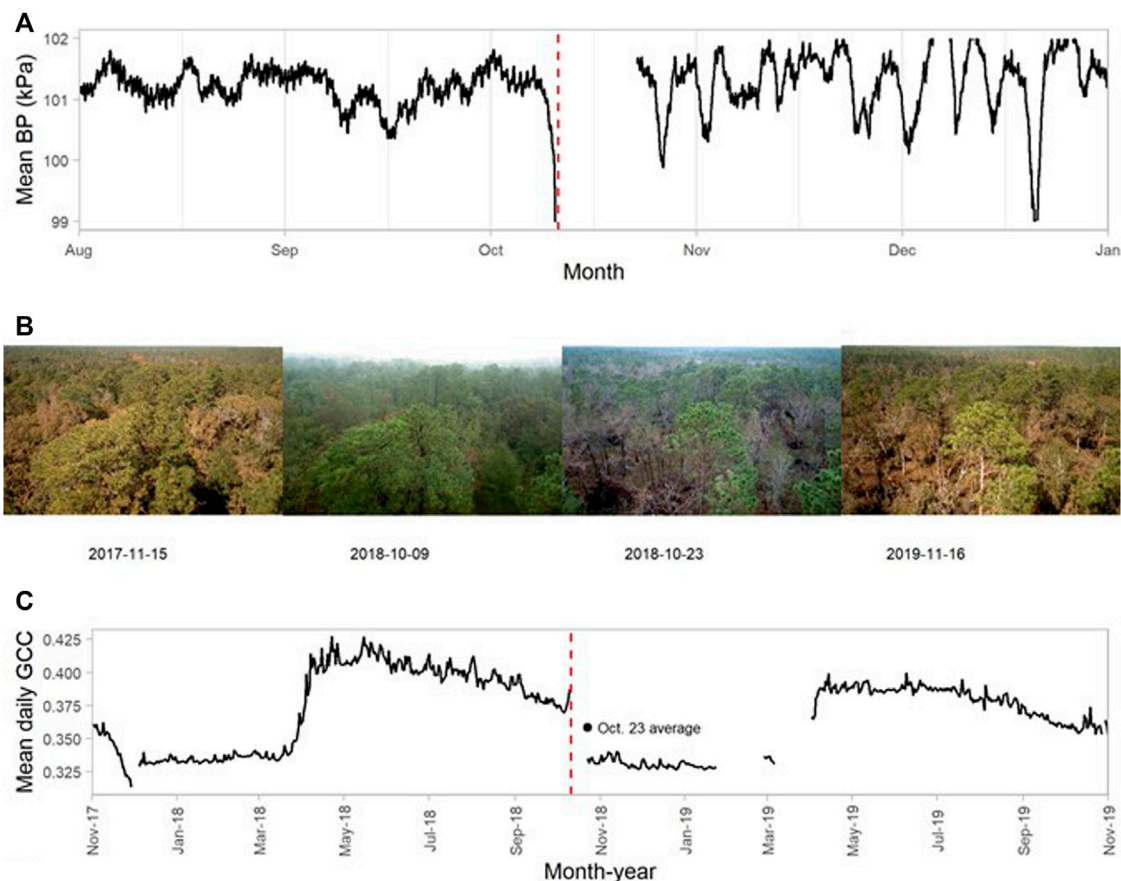 A
Mean BP (kPa)
102
101
100
99
Aug
Sep
Oct
Nov
Dec
Jan
Month
B
2017-11-15
2018-10-09
2018-10-23
2019-11-16
C
Mean daily GCC
0.425
0.400
0.375
0.350
0.325
Oct. 23 average
Nov-17
Jan-18
Mar-18
May-18
Jul-18
Sep-18
Nov-18
Jan-19
Mar-19
May-19
Jul-19
Sep-19
Nov-19
Month-year